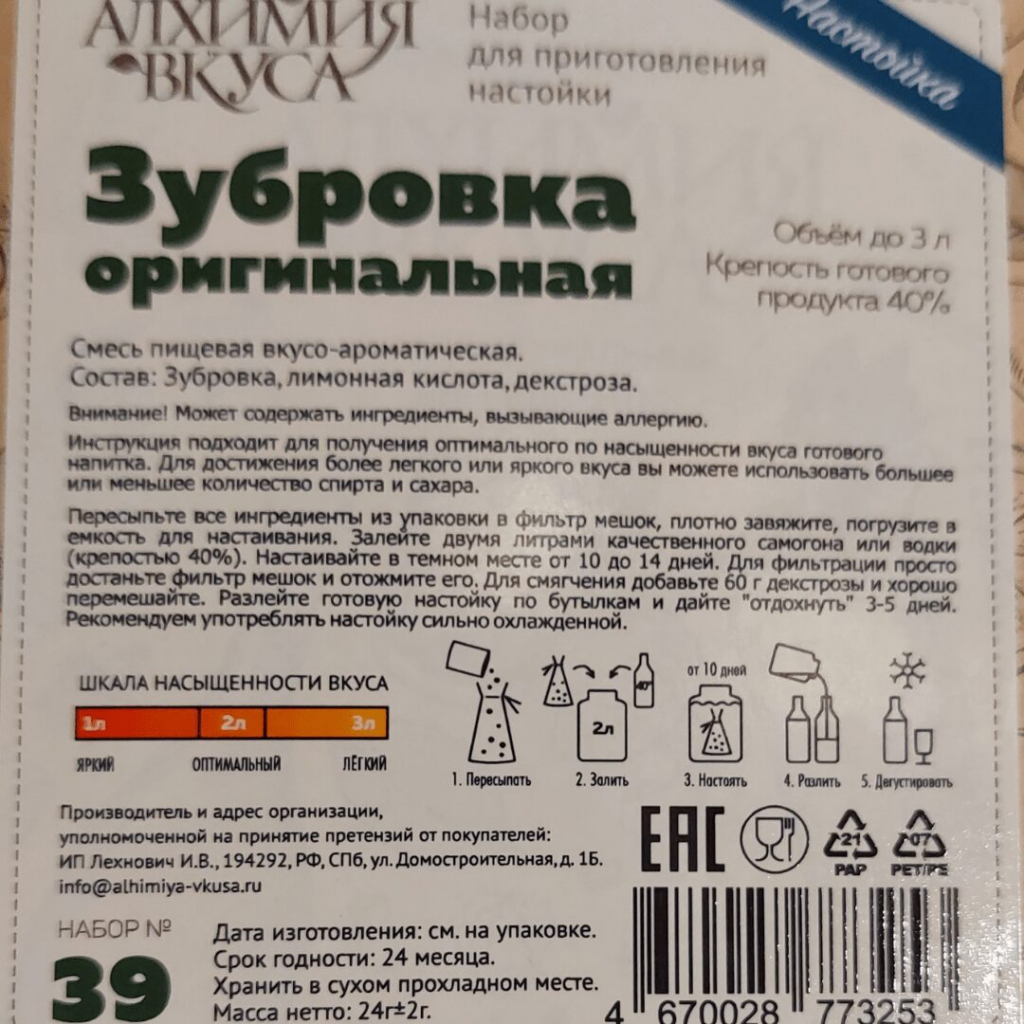 АЛХИМИЯ
ВКУСА
Набор
для приготовления
настойки
Настойка
Зубровка
оригинальная
Объём до 3 л
Крепость готового
продукта 40%
Смесь пищевая вкусо-ароматическая.
Состав: Зубровка, лимонная кислота, декстроза.
Внимание! Может содержать ингредиенты, вызывающие аллергию.
Инструкция подходит для получения оптимального по насыщенности вкуса готового
напитка. Для достижения более легкого или яркого вкуса вы можете использовать большее
или меньшее количество спирта и сахара.
Пересыпьте все ингредиенты из упаковки в фильтр мешок, плотно завяжите, погрузите в
емкость для настаивания. Залейте двумя литрами качественного самогона или водки
(крепостью 40%). Настаивайте в темном месте от 10 до 14 дней. Для фильтрации просто
достаньте фильтр мешок и отожмите его. Для смягчения добавьте 60 г декстрозы и хорошо
перемешайте. Разлейте готовую настойку по бутылкам и дайте "отдохнуть" 3-5 дней.
Рекомендуем употреблять настойку сильно охлажденной.
ШКАЛА НАСЫЩЕННОСТИ ВКУСА
1л 2л 3л
ЯРКИЙ ОПТИМАЛЬНЫЙ ЛЁГКИЙ
40°
2л
от 10 дней
1. Пересыпать 2. Залить 3. Настоять 4. Разлить 5. Дегустировать
Производитель и адрес организации,
уполномоченной на принятие претензий от покупателей:
ИП Лехнович И.В., 194292, РФ, СПб, ул. Домостроительная, д. 1Б.
info@alhimiya-vkusa.ru
EAC
21 07
PAP PET/PE
НАБОР №
39
Дата изготовления: см. на упаковке.
Срок годности: 24 месяца.
Хранить в сухом прохладном месте.
Масса нетто: 24г±2г.
4 670028 773253